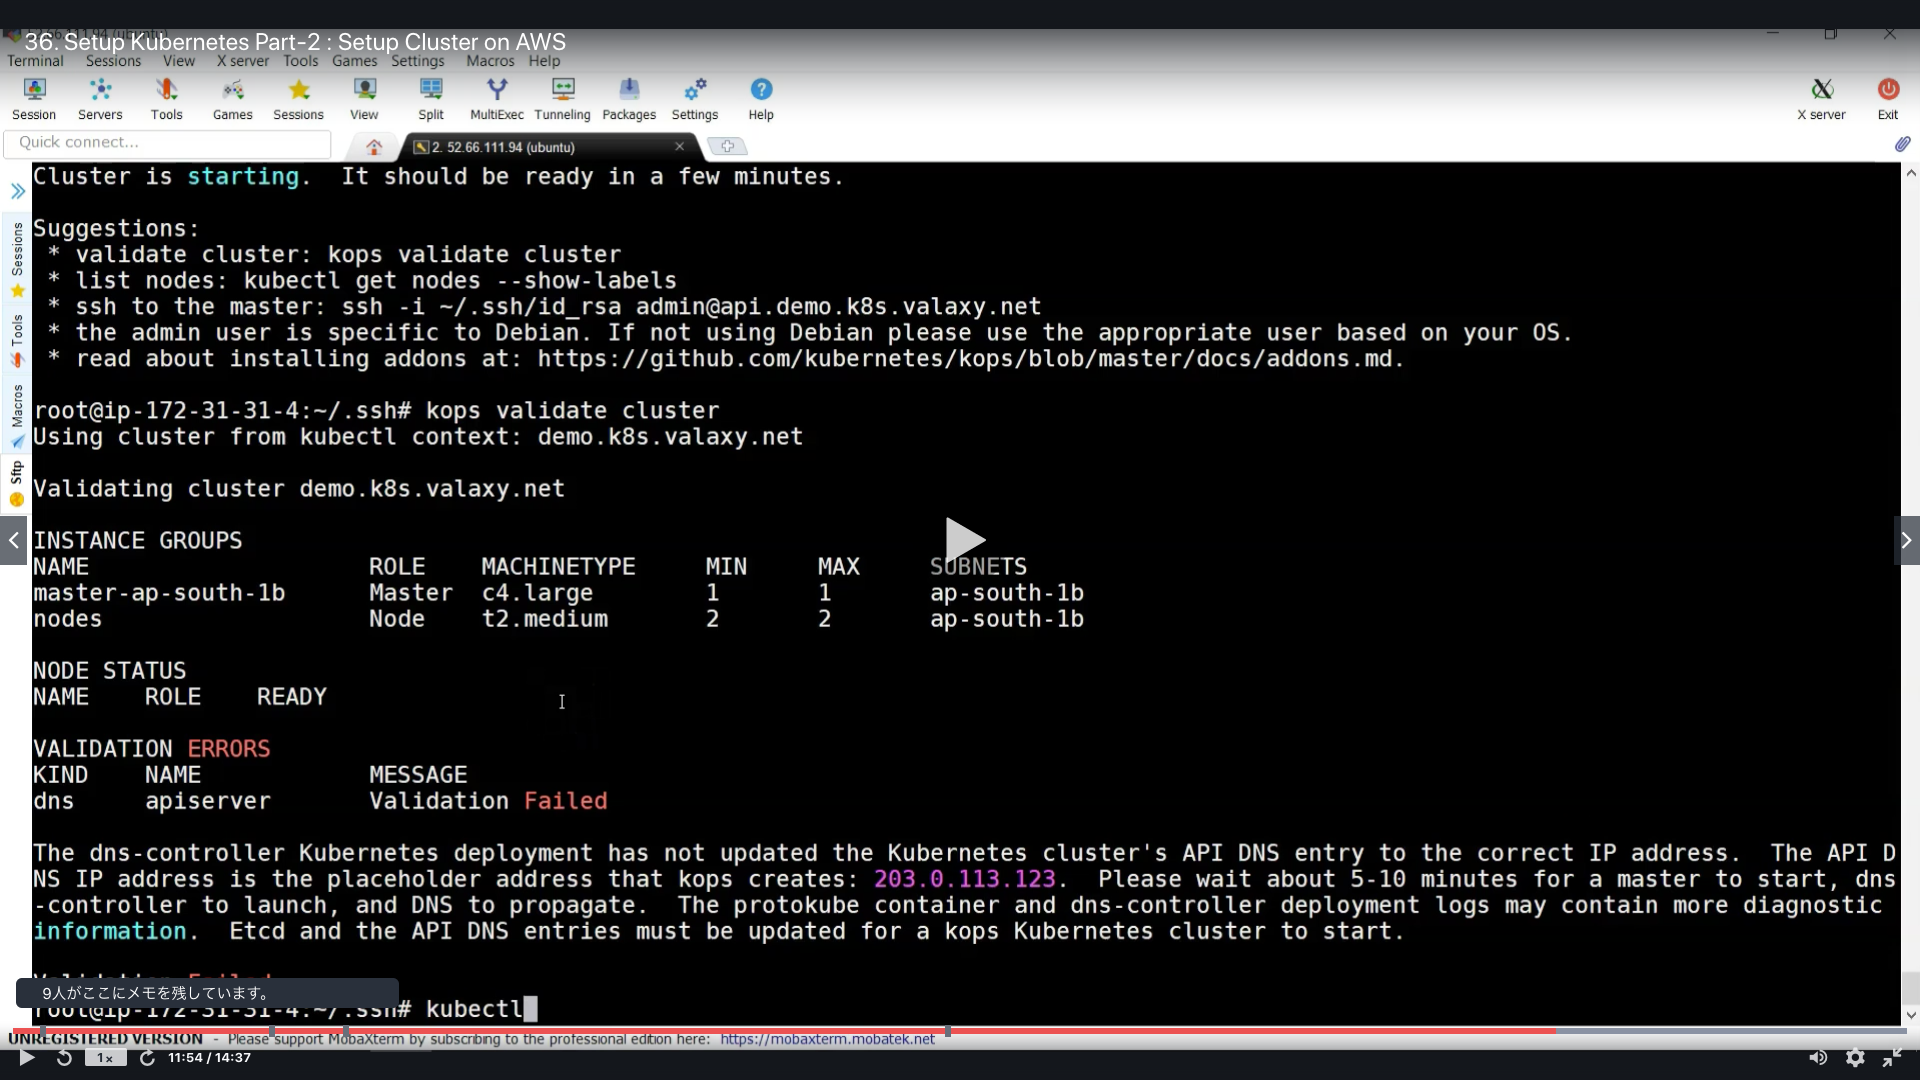 36. Setup Kubernetes Part-2 : Setup Cluster on AWS
Terminal Sessions View X server Tools Games Settings Macros Help
Session Servers Tools Games Sessions View Split MultiExec Tunneling Packages Settings Help X server Exit
Quick connect...
2. 52.66.111.94 (ubuntu)
Sessions
Tools
Macros
Sftp
Cluster is starting.  It should be ready in a few minutes.
Suggestions:
* validate cluster: kops validate cluster
* list nodes: kubectl get nodes --show-labels
* ssh to the master: ssh -i ~/.ssh/id_rsa admin@api.demo.k8s.valaxy.net
* the admin user is specific to Debian. If not using Debian please use the appropriate user based on your OS.
* read about installing addons at: https://github.com/kubernetes/kops/blob/master/docs/addons.md.
root@ip-172-31-31-4:~/.ssh# kops validate cluster
Using cluster from kubectl context: demo.k8s.valaxy.net
Validating cluster demo.k8s.valaxy.net
INSTANCE GROUPS
NAME ROLE MACHINETYPE MIN MAX SUBNETS
master-ap-south-1b Master c4.large 1 1 ap-south-1b
nodes Node t2.medium 2 2 ap-south-1b
NODE STATUS
NAME ROLE READY
VALIDATION ERRORS
KIND NAME MESSAGE
dns apiserver Validation Failed
The dns-controller Kubernetes deployment has not updated the Kubernetes cluster's API DNS entry to the correct IP address.  The API D
NS IP address is the placeholder address that kops creates: 203.0.113.123.  Please wait about 5-10 minutes for a master to start, dns
-controller to launch, and DNS to propagate.  The protokube container and dns-controller deployment logs may contain more diagnostic
information.  Etcd and the API DNS entries must be updated for a kops Kubernetes cluster to start.
Validation Failed
9人がここにメモを残しています。
root@ip-172-31-31-4:~/.ssh# kubectl
UNREGISTERED VERSION - Please support MobaXterm by subscribing to the professional edition here: https://mobaxterm.mobatek.net
1x 11:54 / 14:37